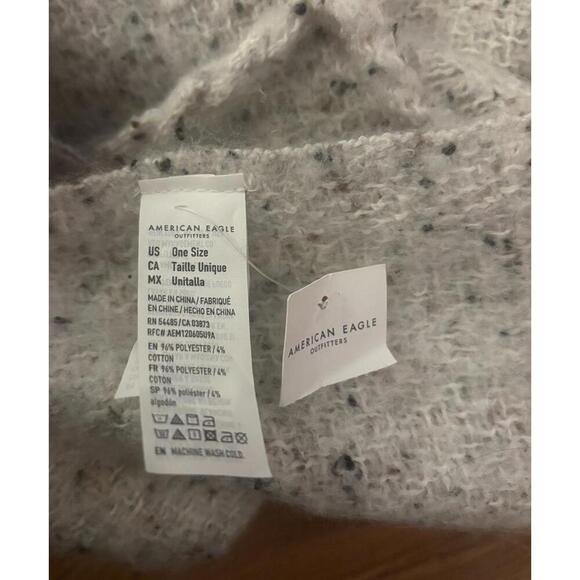 AMERICAN EAGLE
OUTFITTERS
US One Size
CA Taille Unique
MX Unitalla
MADE IN CHINA / FABRIQUÉ
EN CHINE / HECHO EN CHINA
RN 54485/CA 03873
RFC# AEM120605U9A
EN 96% POLYESTER / 4%
COTTON
FR 96% POLYESTER / 4%
COTON
SP 96% poliéster / 4%
algodón
EN MACHINE WASH COLD.
AMERICAN EAGLE
OUTFITTERS